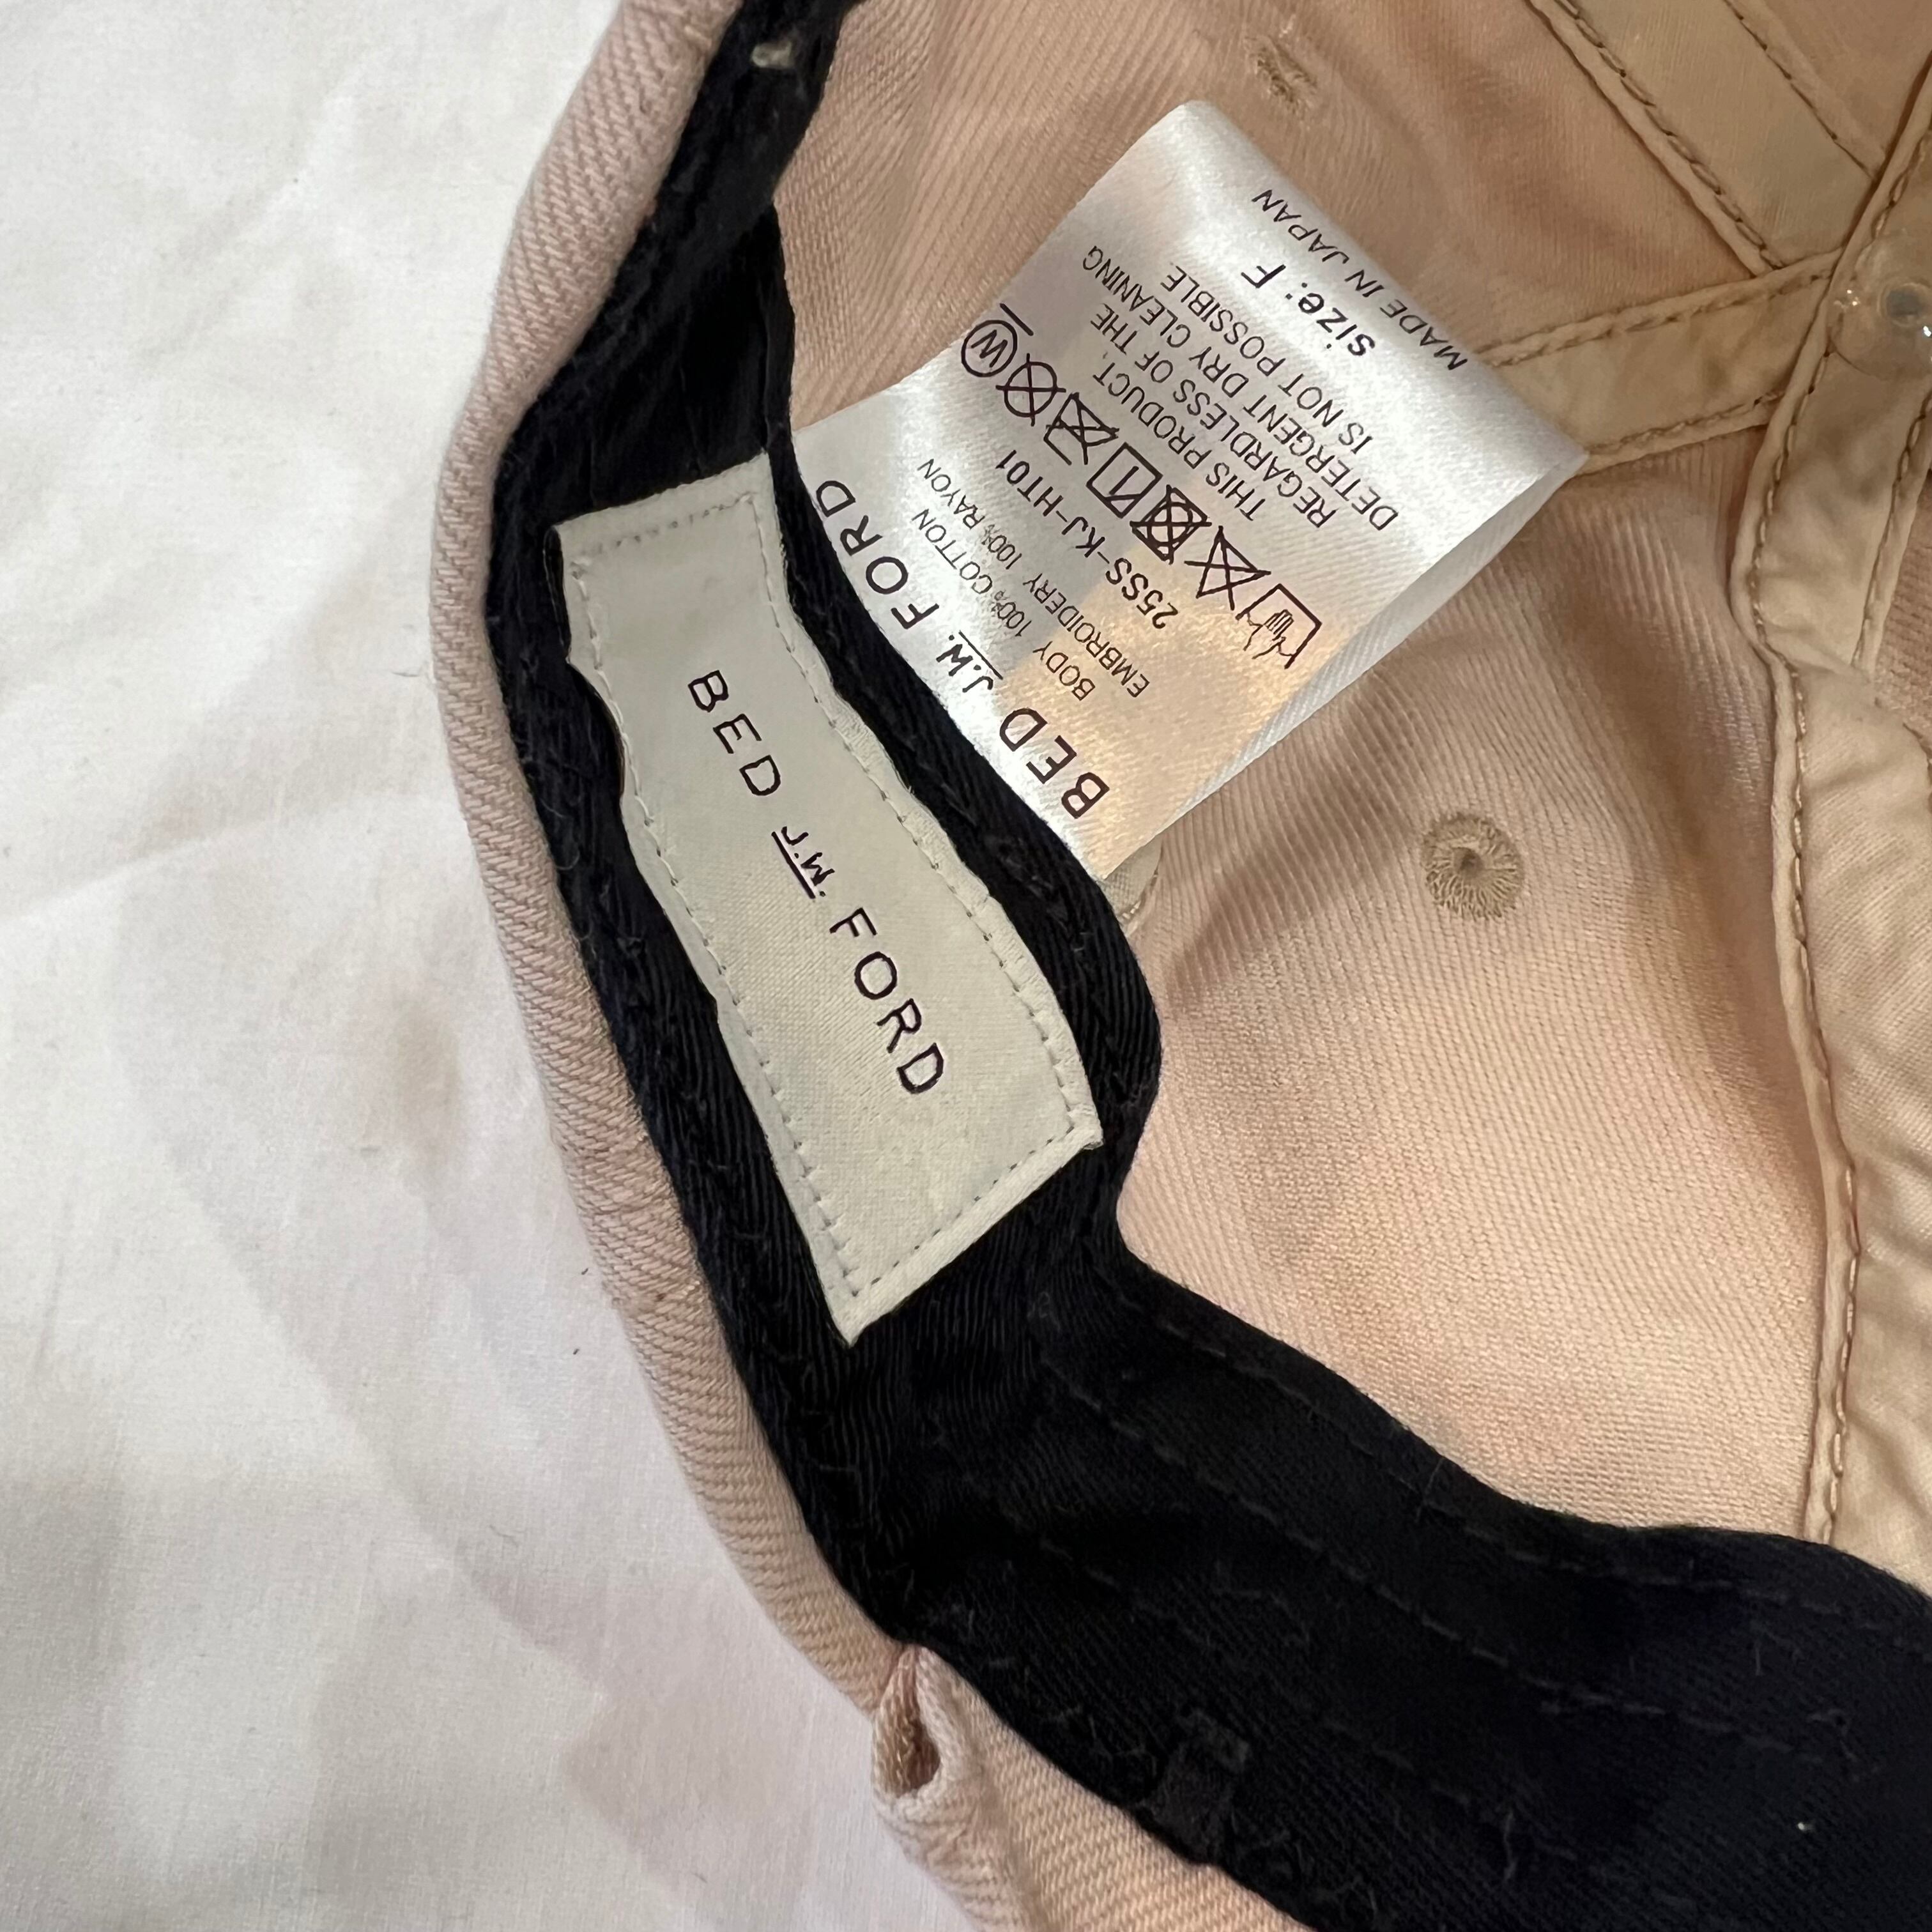 BED J.W. FORD
BED J.W. FORD
BODY 100% COTTON
EMBROIDERY 100% RAYON
25SS-KJ-HT01
W
THIS PRODUCT,
REGARDLESS OF THE
DETERGENT DRY CLEANING
IS NOT POSSIBLE
size: F
MADE IN JAPAN